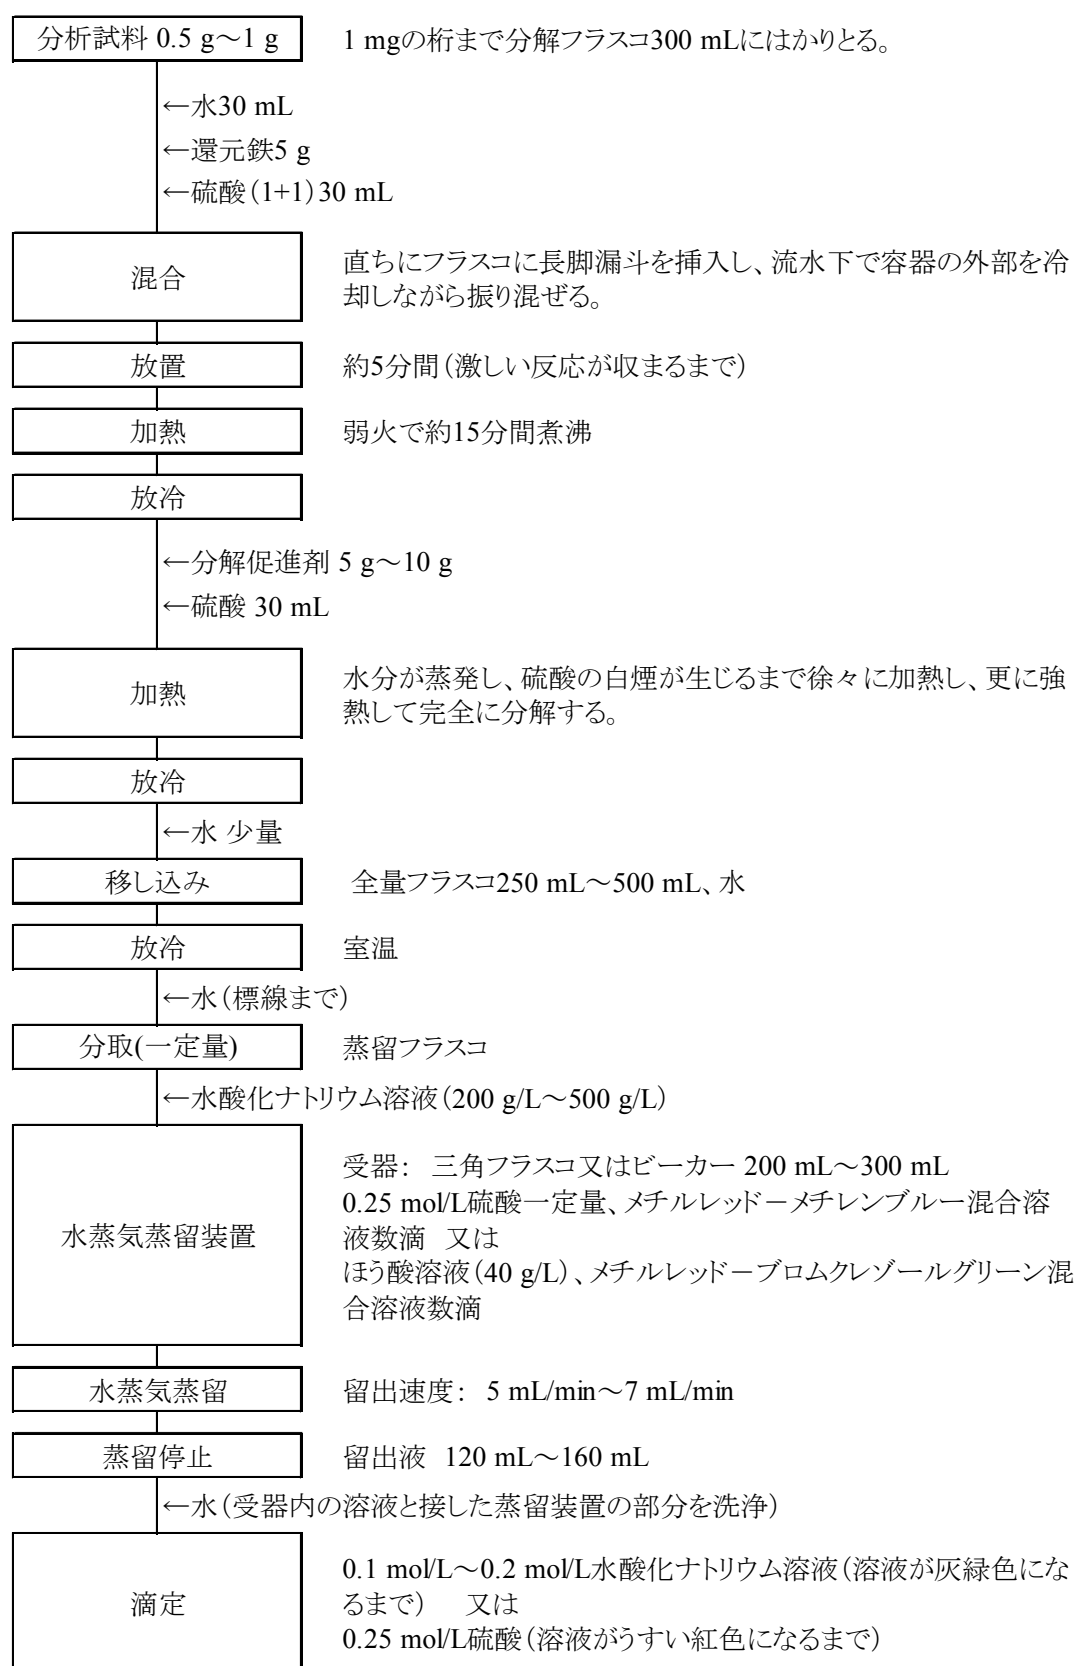 分析試料 0.5 g～1 g
1 mgの桁まで分解フラスコ300 mLにはかりとる。
←水30 mL
←還元鉄5 g
←硫酸（1+1）30 mL
混合
直ちにフラスコに長脚漏斗を挿入し、流水下で容器の外部を冷
却しながら振り混ぜる。
放置
約5分間（激しい反応が収まるまで）
加熱
弱火で約15分間煮沸
放冷
←分解促進剤 5 g～10 g
←硫酸 30 mL
加熱
水分が蒸発し、硫酸の白煙が生じるまで徐々に加熱し、更に強
熱して完全に分解する。
放冷
←水 少量
移し込み
全量フラスコ250 mL～500 mL、水
放冷
室温
←水（標線まで）
分取(一定量)
蒸留フラスコ
←水酸化ナトリウム溶液（200 g/L～500 g/L）
水蒸気蒸留装置
受器： 三角フラスコ又はビーカー 200 mL～300 mL
0.25 mol/L硫酸一定量、メチルレッド－メチレンブルー混合溶
液数滴 又は
ほう酸溶液（40 g/L）、メチルレッド－ブロムクレゾールグリーン混
合溶液数滴
水蒸気蒸留
留出速度： 5 mL/min～7 mL/min
蒸留停止
留出液 120 mL～160 mL
←水（受器内の溶液と接した蒸留装置の部分を洗浄）
滴定
0.1 mol/L～0.2 mol/L水酸化ナトリウム溶液（溶液が灰緑色にな
るまで） 又は
0.25 mol/L硫酸（溶液がうすい紅色になるまで）